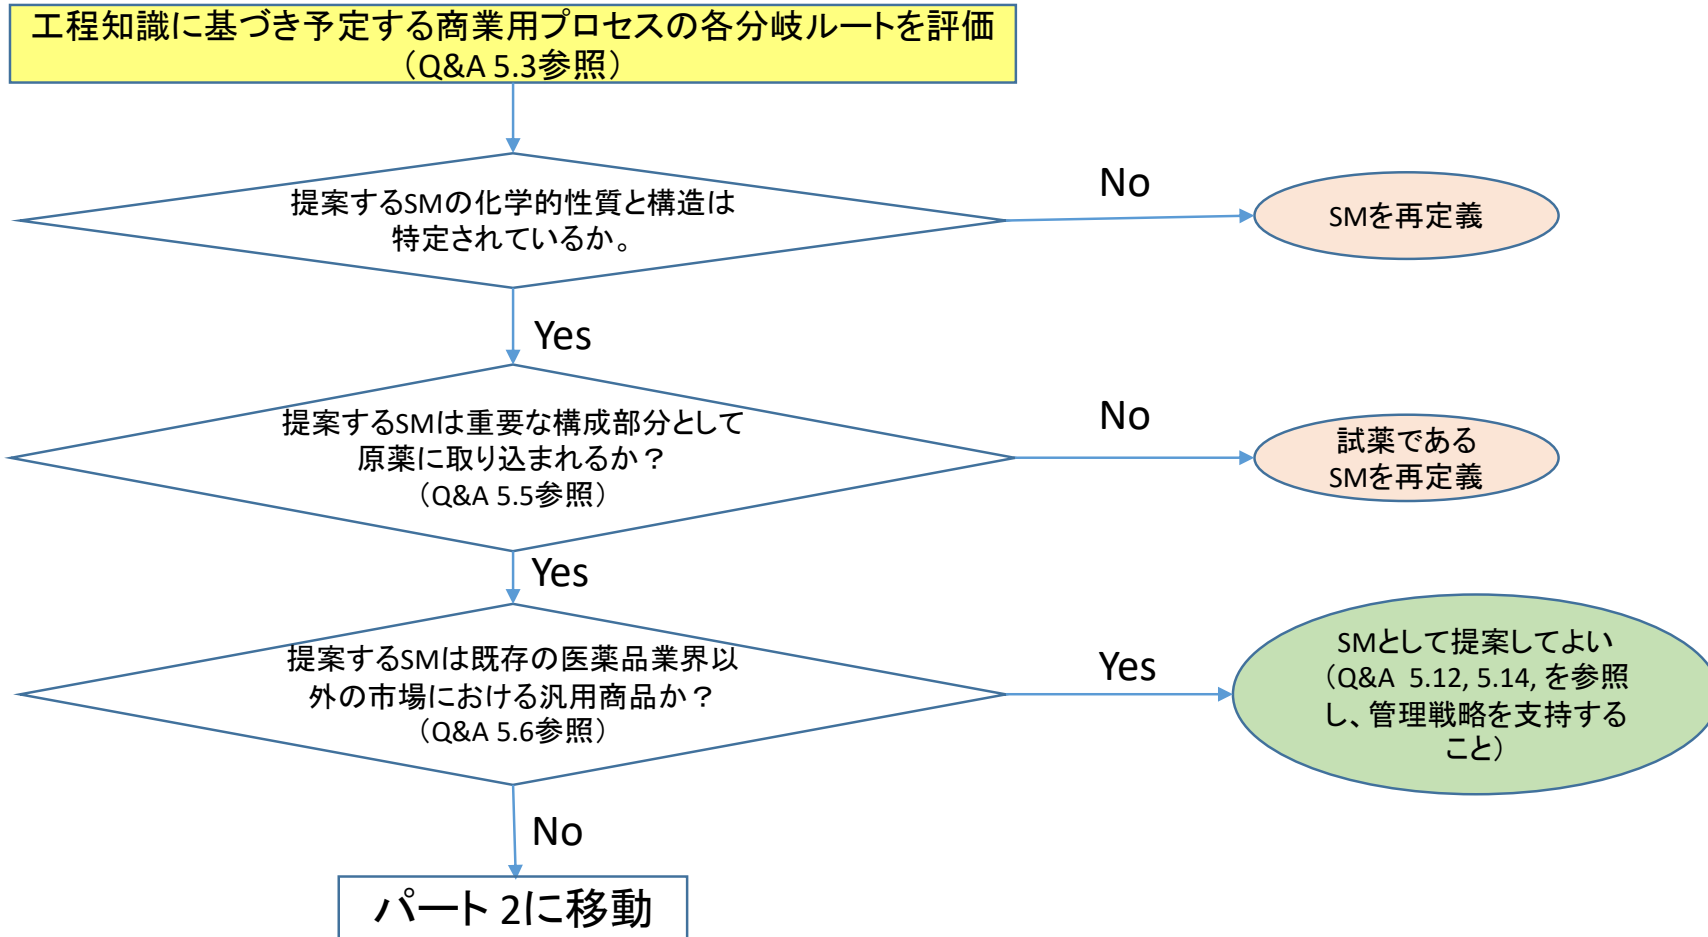 工程知識に基づき予定する商業用プロセスの各分岐ルートを評価
（Q&A 5.3参照）
提案するSMの化学的性質と構造は
特定されているか。
No
SMを再定義
Yes
提案するSMは重要な構成部分として
原薬に取り込まれるか？
（Q&A 5.5参照）
No
試薬である
SMを再定義
Yes
提案するSMは既存の医薬品業界以
外の市場における汎用商品か？
（Q&A 5.6参照）
Yes
SMとして提案してよい
（Q&A 5.12, 5.14, を参照
し、管理戦略を支持する
こと）
No
パート 2に移動